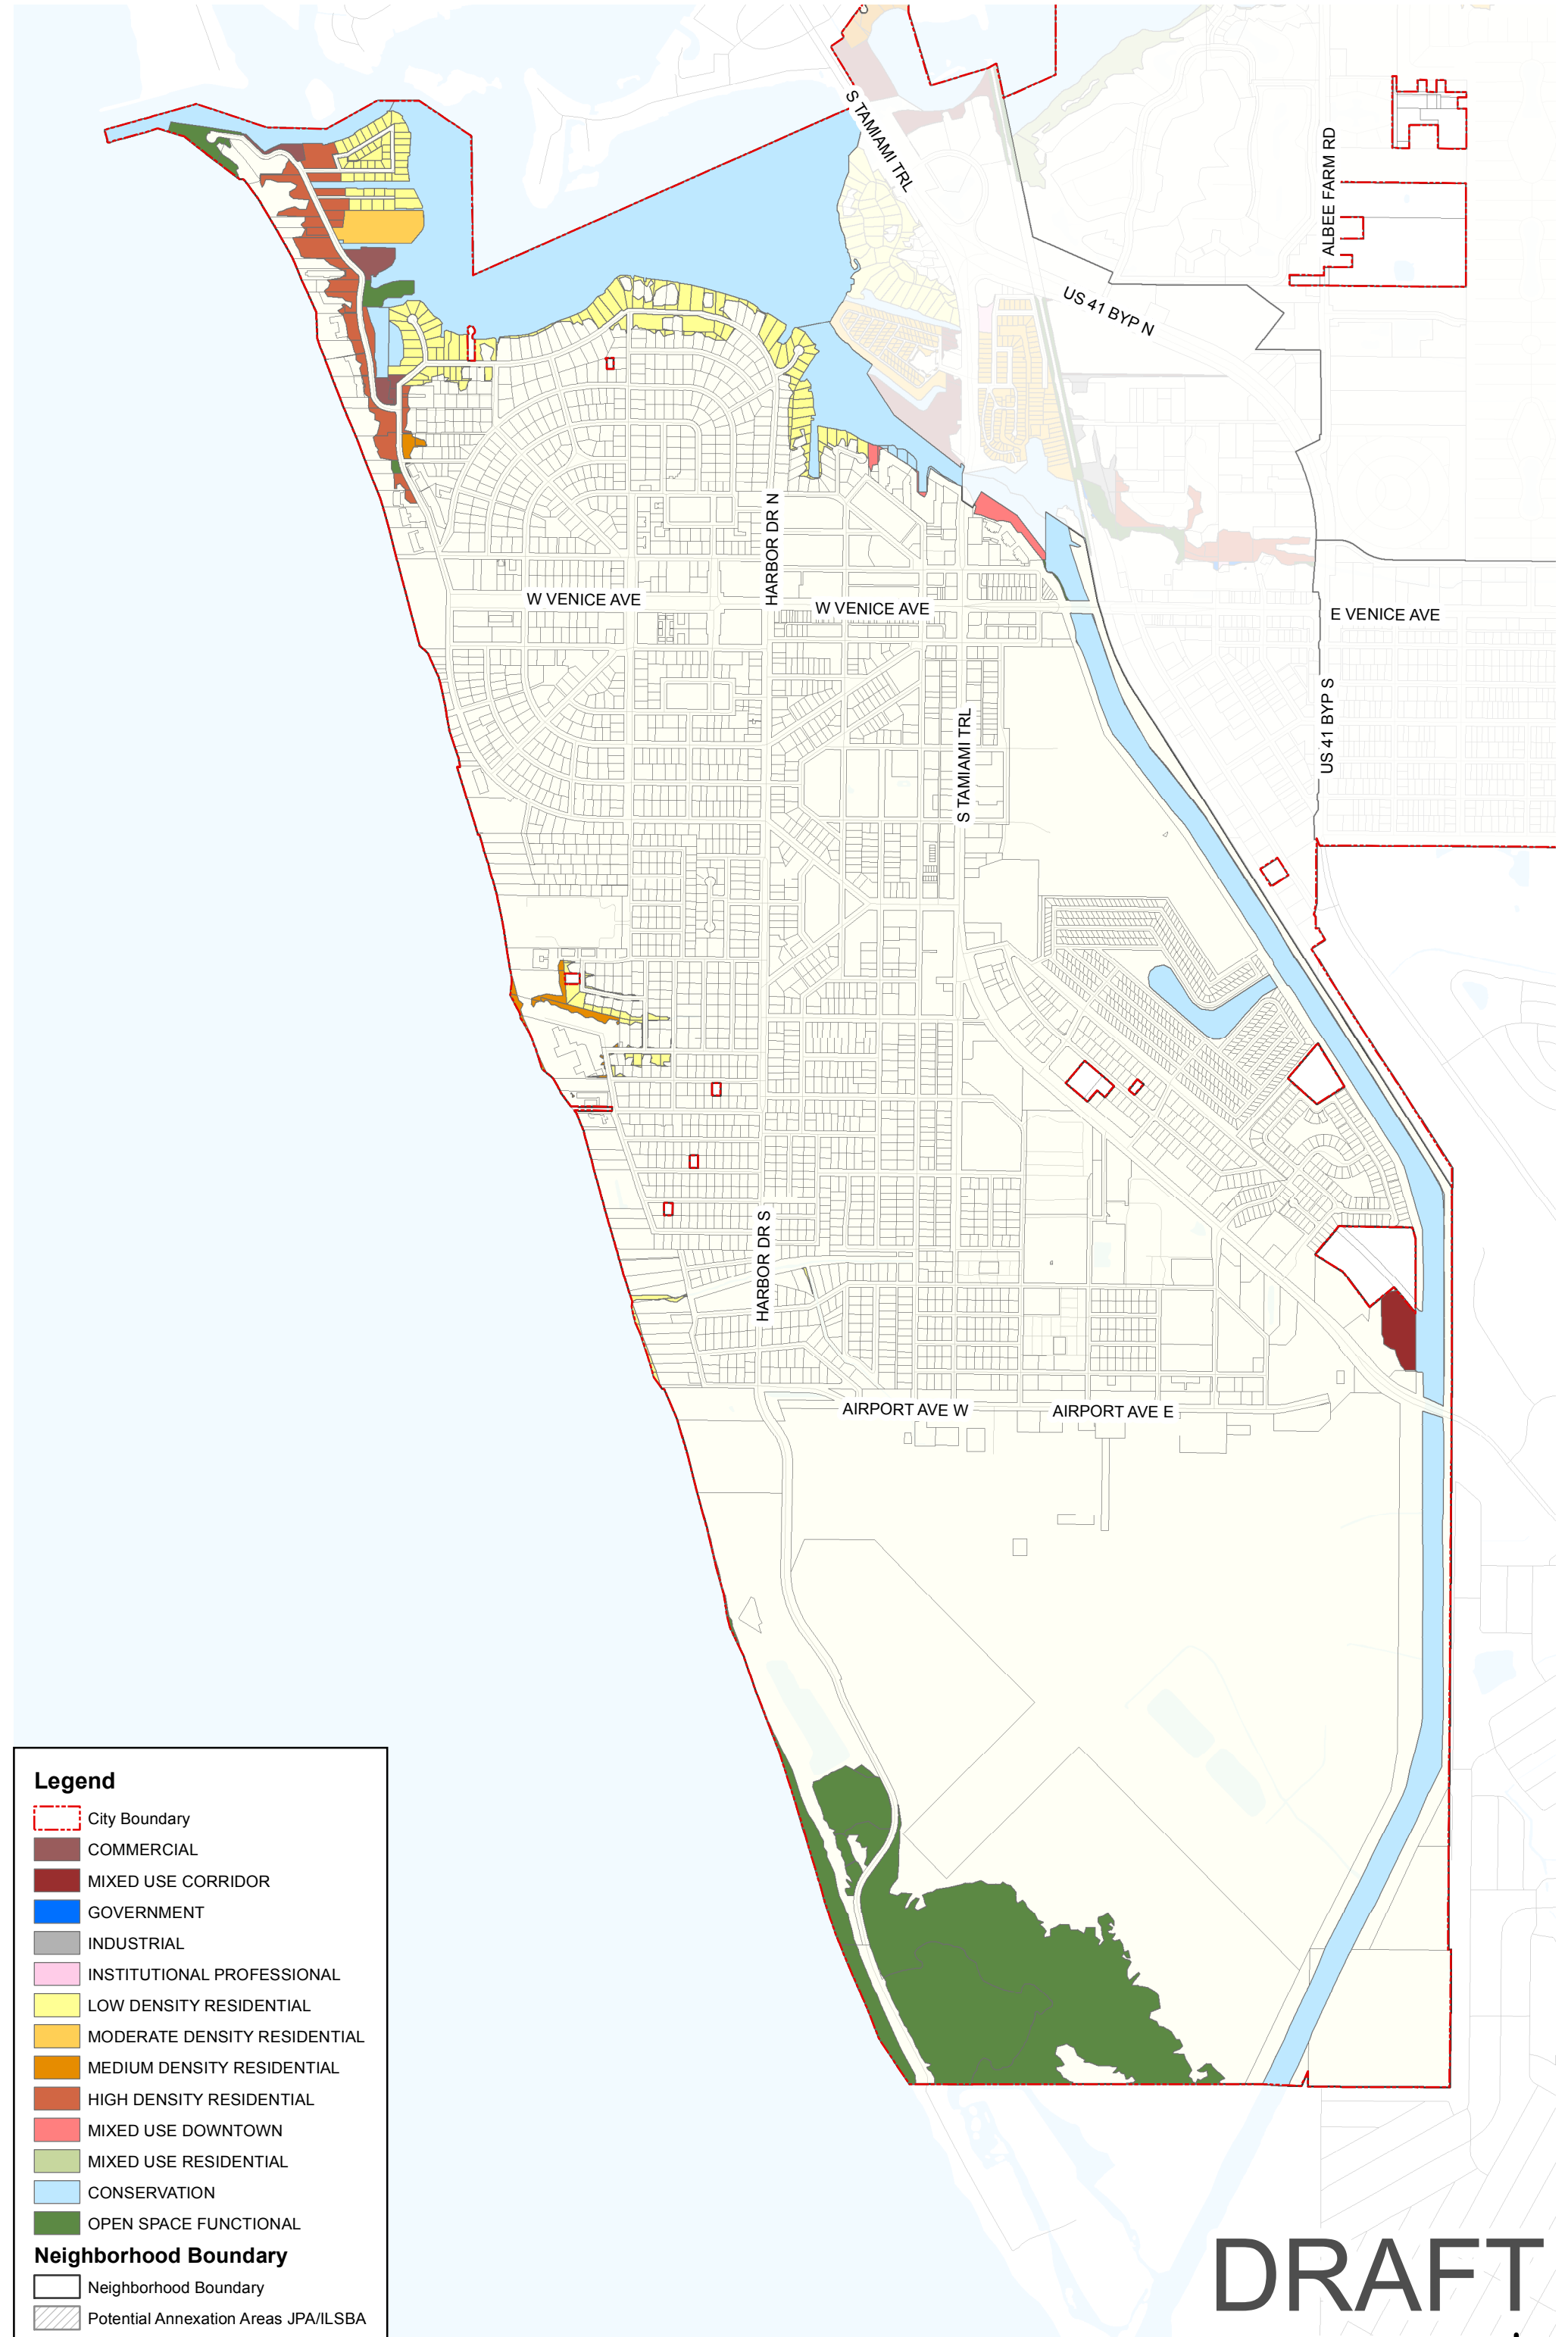 S TAMIAMI TRL
ALBEE FARM RD
US 41 BYP N
HARBOR DR N
W VENICE AVE
W VENICE AVE
E VENICE AVE
US 41 BYP S
S TAMIAMI TRL
HARBOR DR S
AIRPORT AVE W
AIRPORT AVE E
Legend
City Boundary
COMMERCIAL
MIXED USE CORRIDOR
GOVERNMENT
INDUSTRIAL
INSTITUTIONAL PROFESSIONAL
LOW DENSITY RESIDENTIAL
MODERATE DENSITY RESIDENTIAL
MEDIUM DENSITY RESIDENTIAL
HIGH DENSITY RESIDENTIAL
MIXED USE DOWNTOWN
MIXED USE RESIDENTIAL
CONSERVATION
OPEN SPACE FUNCTIONAL
Neighborhood Boundary
Neighborhood Boundary
Potential Annexation Areas JPA/ILSBA
DRAFT